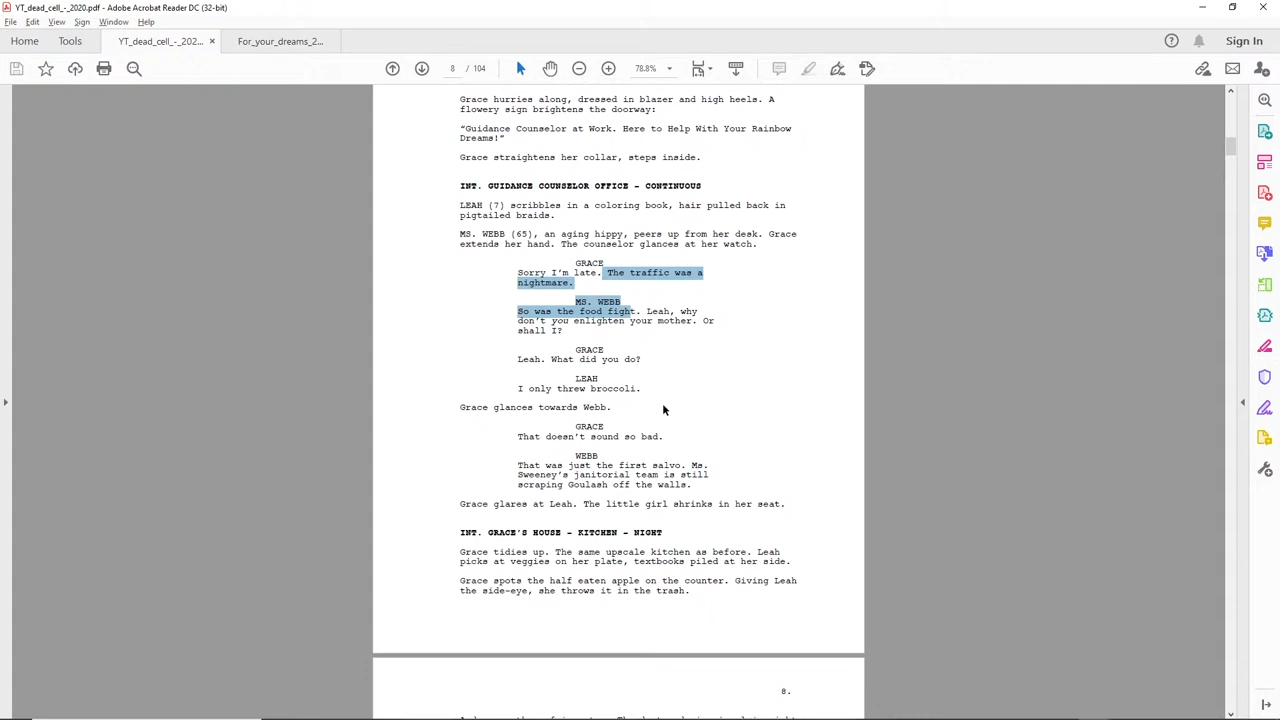 YT_dead_cell_-_2020.pdf - Adobe Acrobat Reader DC (32-bit)
File Edit View Sign Window Help
Home Tools YT_dead_cell_-_202... × For_your_dreams_2... Sign In
8 / 104 78.8%
Grace hurries along, dressed in blazer and high heels. A
flowery sign brightens the doorway:
“Guidance Counselor at Work. Here to Help With Your Rainbow
Dreams!”
Grace straightens her collar, steps inside.
INT. GUIDANCE COUNSELOR OFFICE – CONTINUOUS
LEAH (7) scribbles in a coloring book, hair pulled back in
pigtailed braids.
MS. WEBB (65), an aging hippy, peers up from her desk. Grace
extends her hand. The counselor glances at her watch.
GRACE
Sorry I’m late. The traffic was a
nightmare.
MS. WEBB
So was the food fight. Leah, why
don’t you enlighten your mother. Or
shall I?
GRACE
Leah. What did you do?
LEAH
I only threw broccoli.
Grace glances towards Webb.
GRACE
That doesn’t sound so bad.
WEBB
That was just the first salvo. Ms.
Sweeney’s janitorial team is still
scraping Goulash off the walls.
Grace glares at Leah. The little girl shrinks in her seat.
INT. GRACE’S HOUSE – KITCHEN – NIGHT
Grace tidies up. The same upscale kitchen as before. Leah
picks at veggies on her plate, textbooks piled at her side.
Grace spots the half eaten apple on the counter. Giving Leah
the side-eye, she throws it in the trash.
8.